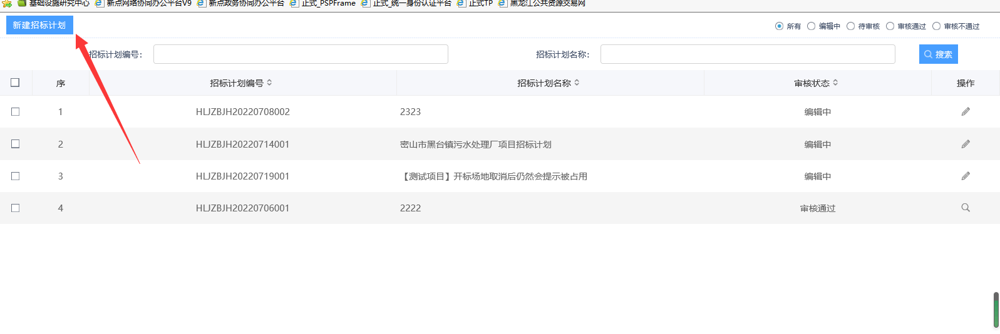 基础设施研究中心 新点网络协同办公平台V9 新点政务协同办公平台 正式_PSPFrame 正式_统一身份认证平台 正式TP 黑龙江公共资源交易网
新建招标计划 所有 编辑中 待审核 审核通过 审核不通过
招标计划编号: 招标计划名称: 搜索
序 招标计划编号 招标计划名称 审核状态 操作
1 HLJZBJH20220708002 2323 编辑中
2 HLJZBJH20220714001 密山市黑台镇污水处理厂项目招标计划 编辑中
3 HLJZBJH20220719001 【测试项目】开标场地取消后仍然会提示被占用 编辑中
4 HLJZBJH20220706001 2222 审核通过